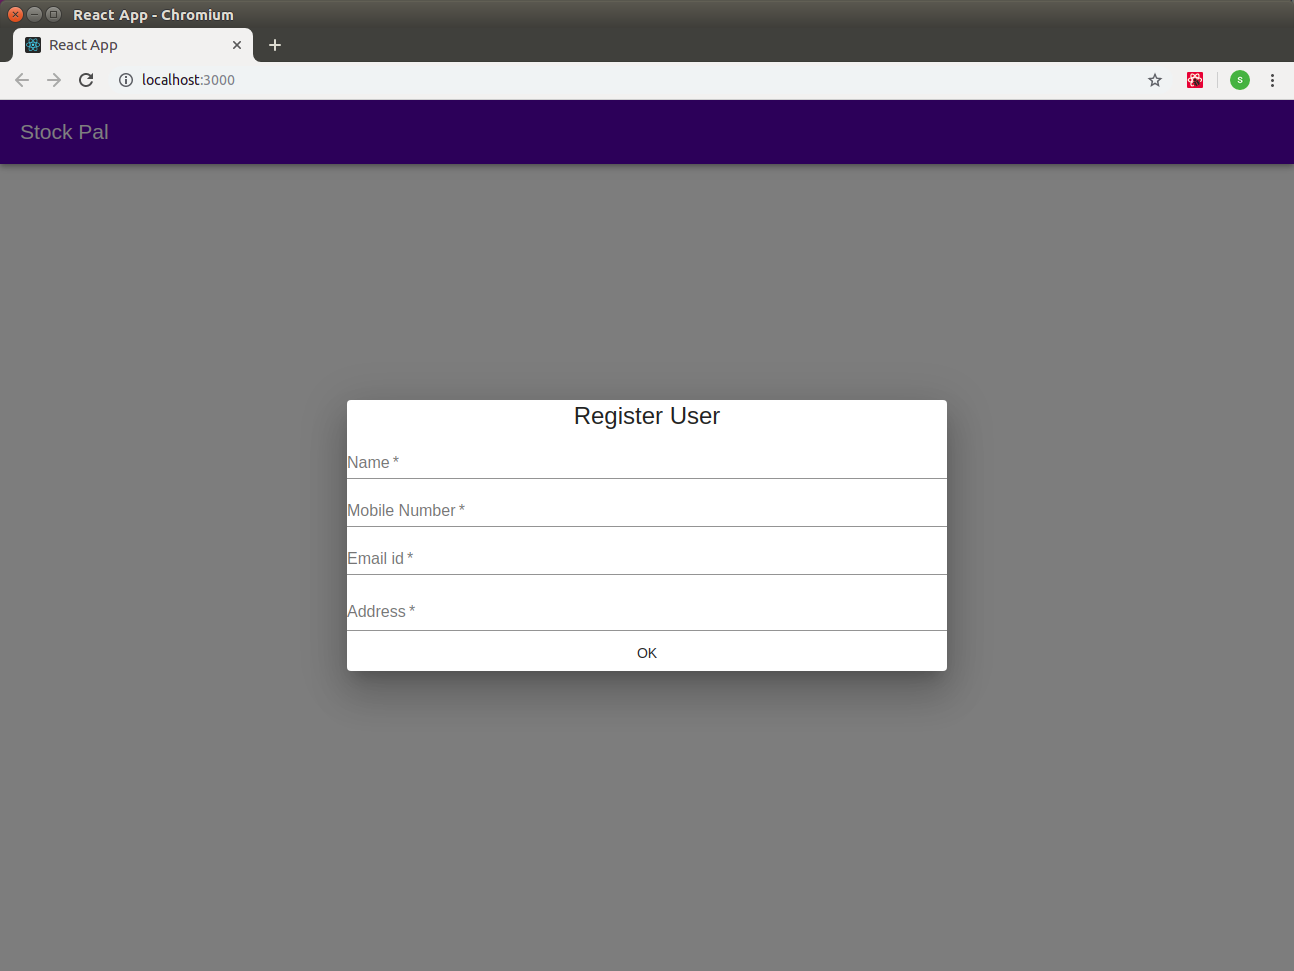 React App - Chromium
React App
localhost:3000
S
Stock Pal
Register User
Name *
Mobile Number *
Email id *
Address *
OK